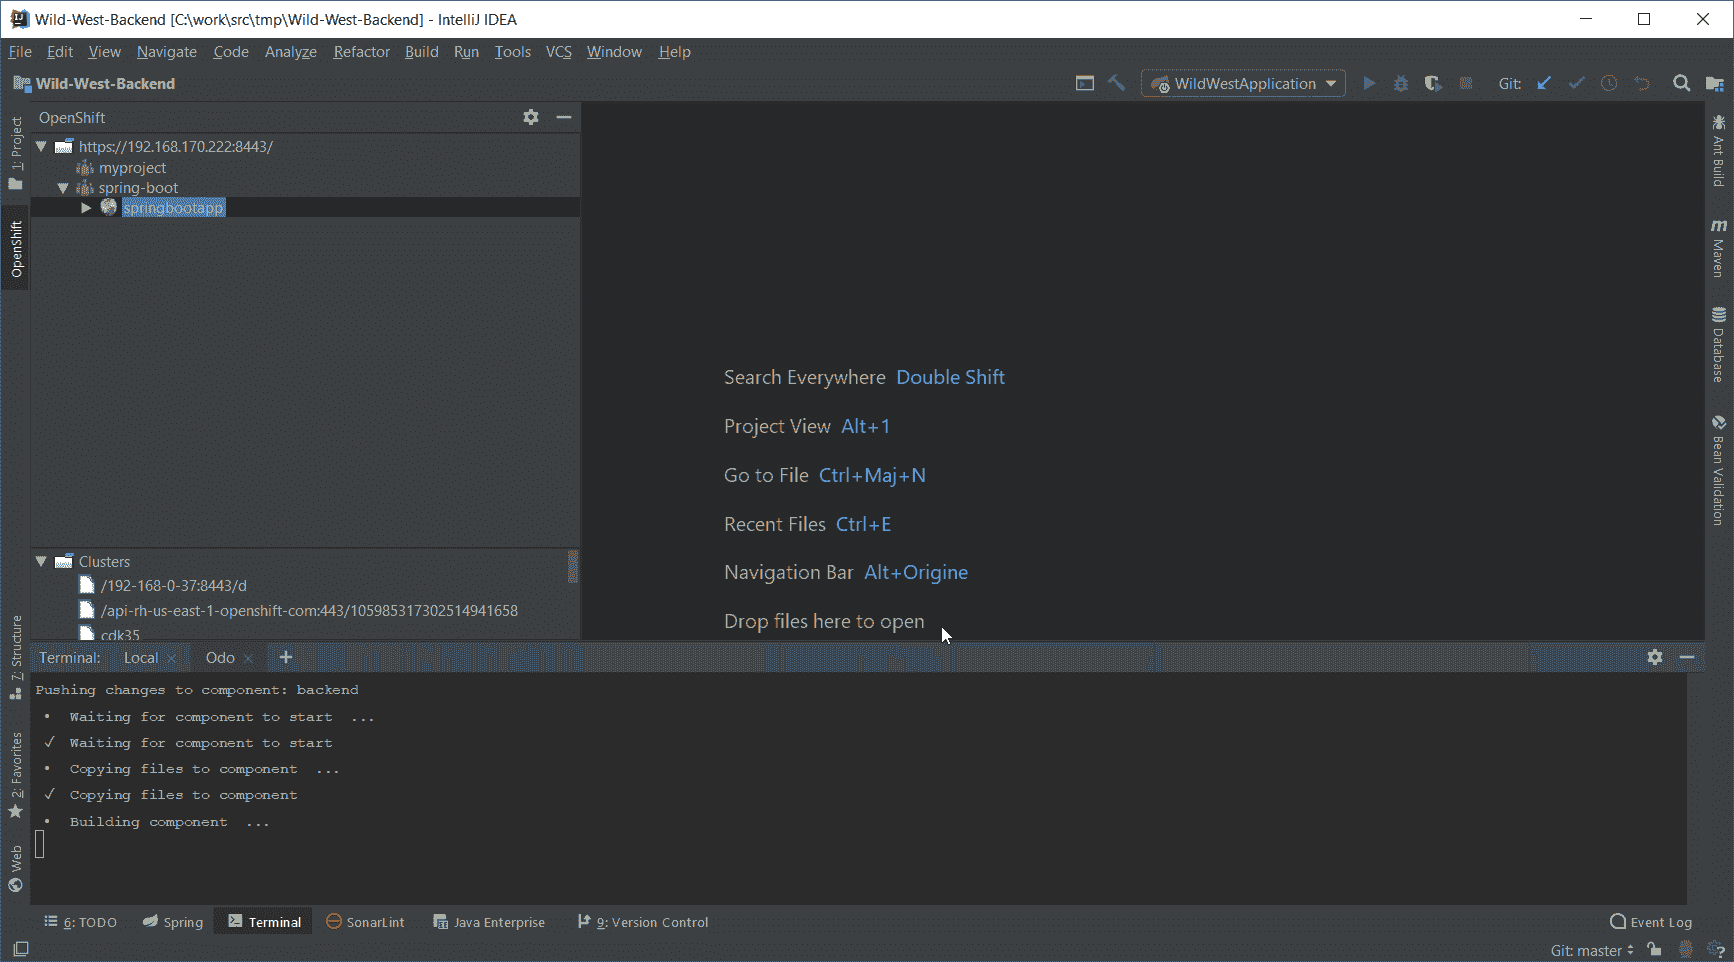 Wild-West-Backend [C:\work\src\tmp\Wild-West-Backend] - IntelliJ IDEA
File Edit View Navigate Code Analyze Refactor Build Run Tools VCS Window Help
Wild-West-Backend
WildWestApplication
Git:
1: Project
OpenShift
7: Structure
2: Favorites
Web
OpenShift
https://192.168.170.222:8443/
myproject
spring-boot
springbootapp
Clusters
/192-168-0-37:8443/d
/api-rh-us-east-1-openshift-com:443/105985317302514941658
cdk35
Search Everywhere Double Shift
Project View Alt+1
Go to File Ctrl+Maj+N
Recent Files Ctrl+E
Navigation Bar Alt+Origine
Drop files here to open
Ant Build
Maven
Database
Bean Validation
Terminal: Local Odo
Pushing changes to component: backend
• Waiting for component to start ...
✓ Waiting for component to start
• Copying files to component ...
✓ Copying files to component
• Building component ...
6: TODO Spring Terminal SonarLint Java Enterprise 9: Version Control Event Log
Git: master